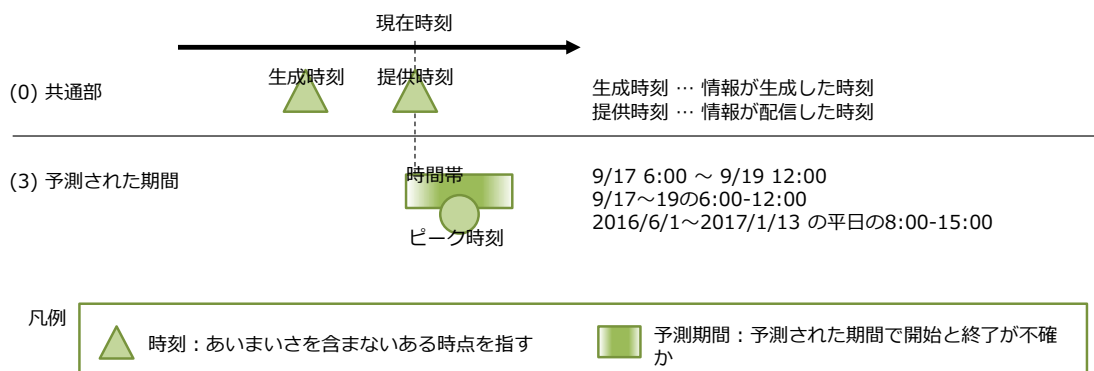 現在時刻
生成時刻 提供時刻
(0) 共通部
生成時刻 … 情報が生成した時刻
提供時刻 … 情報が配信した時刻
(3) 予測された期間
時間帯
ピーク時刻
9/17 6:00 ～ 9/19 12:00
9/17～19の6:00-12:00
2016/6/1～2017/1/13 の平日の8:00-15:00
凡例
時刻：あいまいさを含まないある時点を指す
予測期間：予測された期間で開始と終了が不確
か